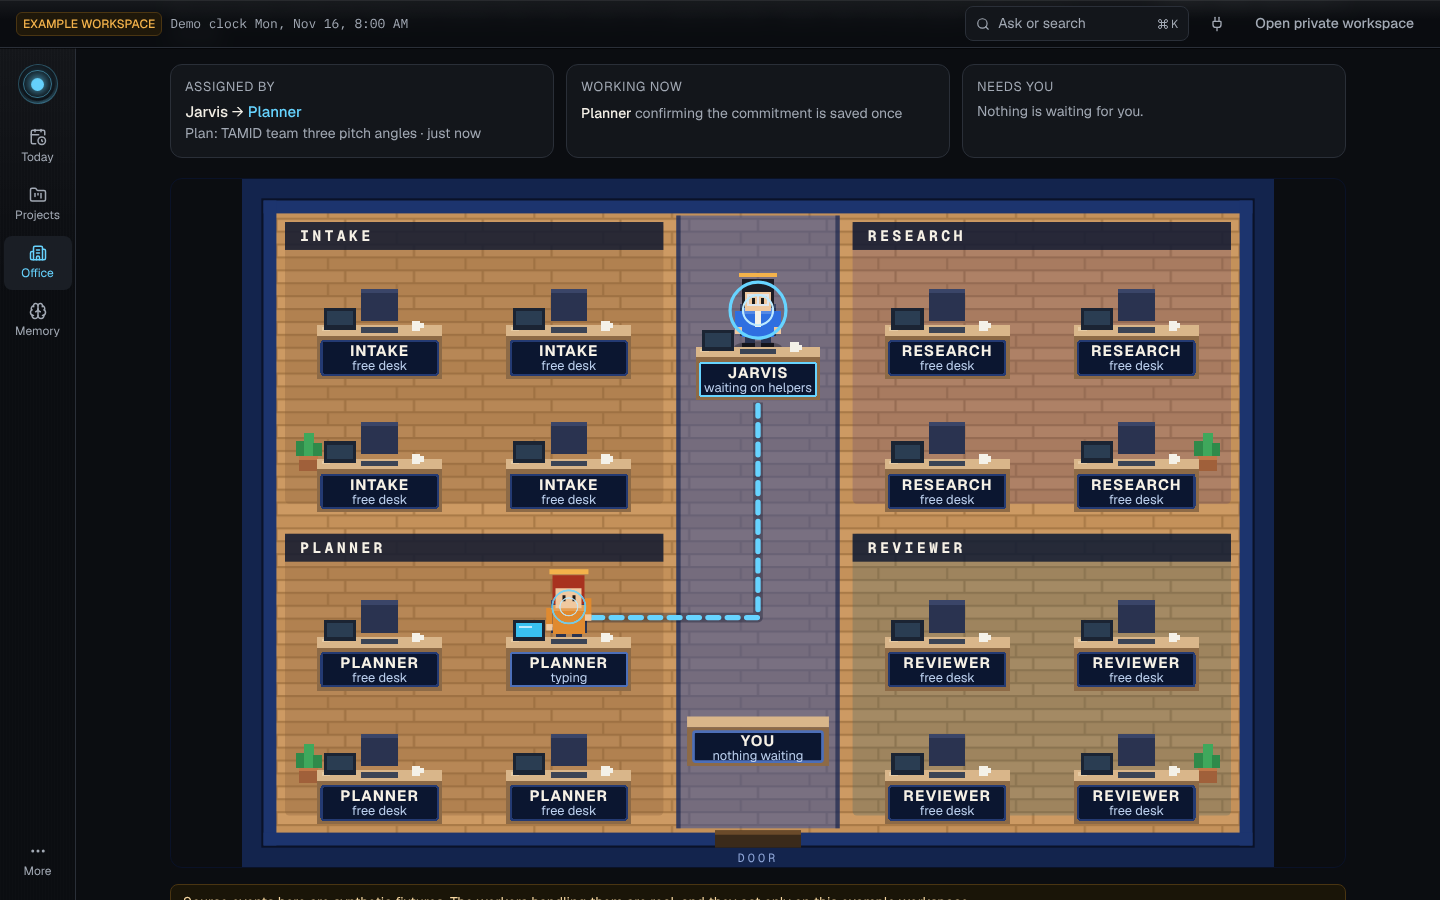 EXAMPLE WORKSPACE Demo clock Mon, Nov 16, 8:00 AM
Ask or search ⌘K
Open private workspace
Today
Projects
Office
Memory
More
ASSIGNED BY
Jarvis → Planner
Plan: TAMID team three pitch angles · just now
WORKING NOW
Planner confirming the commitment is saved once
NEEDS YOU
Nothing is waiting for you.
INTAKE
INTAKE
free desk
INTAKE
free desk
INTAKE
free desk
INTAKE
free desk
JARVIS
waiting on helpers
RESEARCH
RESEARCH
free desk
RESEARCH
free desk
RESEARCH
free desk
RESEARCH
free desk
PLANNER
PLANNER
free desk
PLANNER
typing
PLANNER
free desk
PLANNER
free desk
YOU
nothing waiting
REVIEWER
REVIEWER
free desk
REVIEWER
free desk
REVIEWER
free desk
REVIEWER
free desk
DOOR